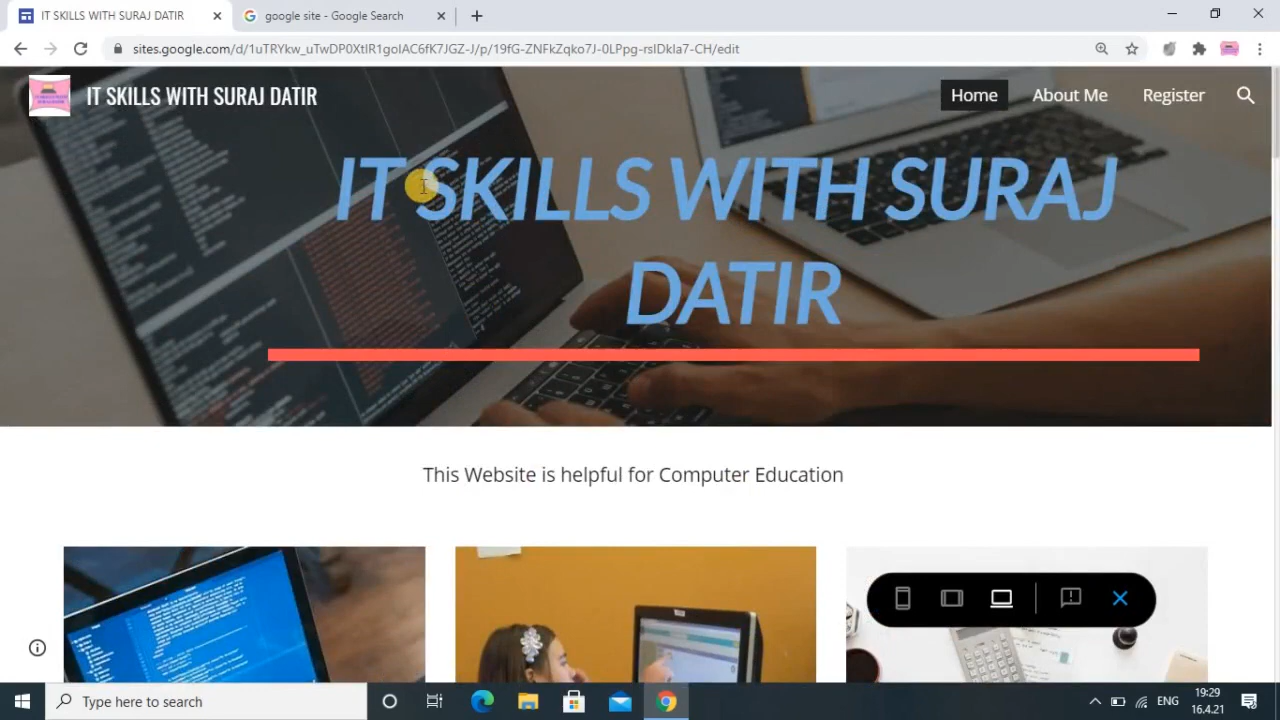 IT SKILLS WITH SURAJ DATIR
google site - Google Search
sites.google.com/d/1uTRYkw_uTwDP0XtlR1golAC6fK7JGZ-J/p/19fG-ZNFkZqko7J-0LPpg-rslDkla7-CH/edit
IT SKILLS WITH SURAJ DATIR
Home
About Me
Register
IT SKILLS WITH SURAJ
DATIR
This Website is helpful for Computer Education
Type here to search
ENG
19:29
16.4.21